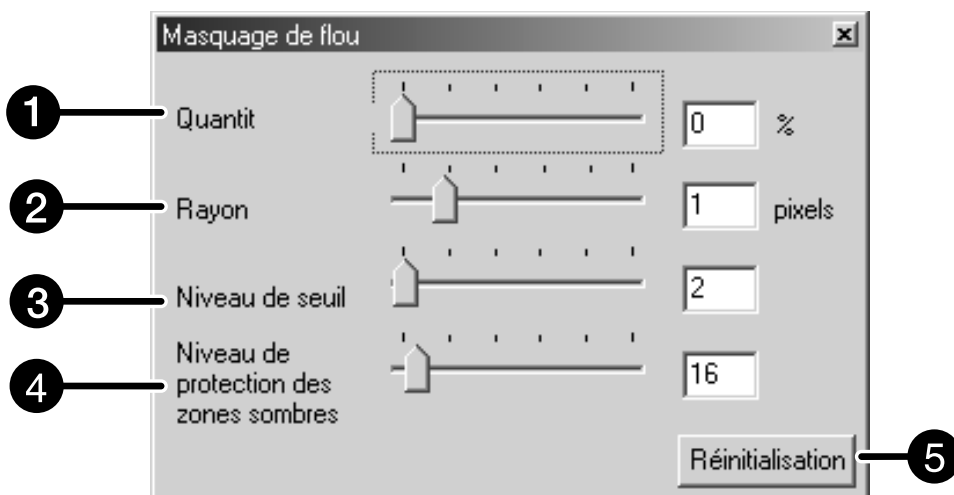 Masquage de flou
1 Quantit 0 %
2 Rayon 1 pixels
3 Niveau de seuil 2
4 Niveau de
protection des
zones sombres 16
Réinitialisation 5